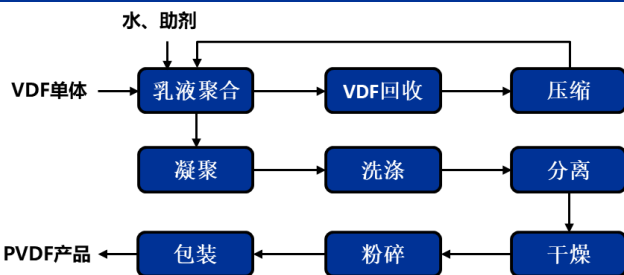 水、助剂
VDF单体
乳液聚合
VDF回收
压缩
凝聚
洗涤
分离
PVDF产品
包装
粉碎
干燥